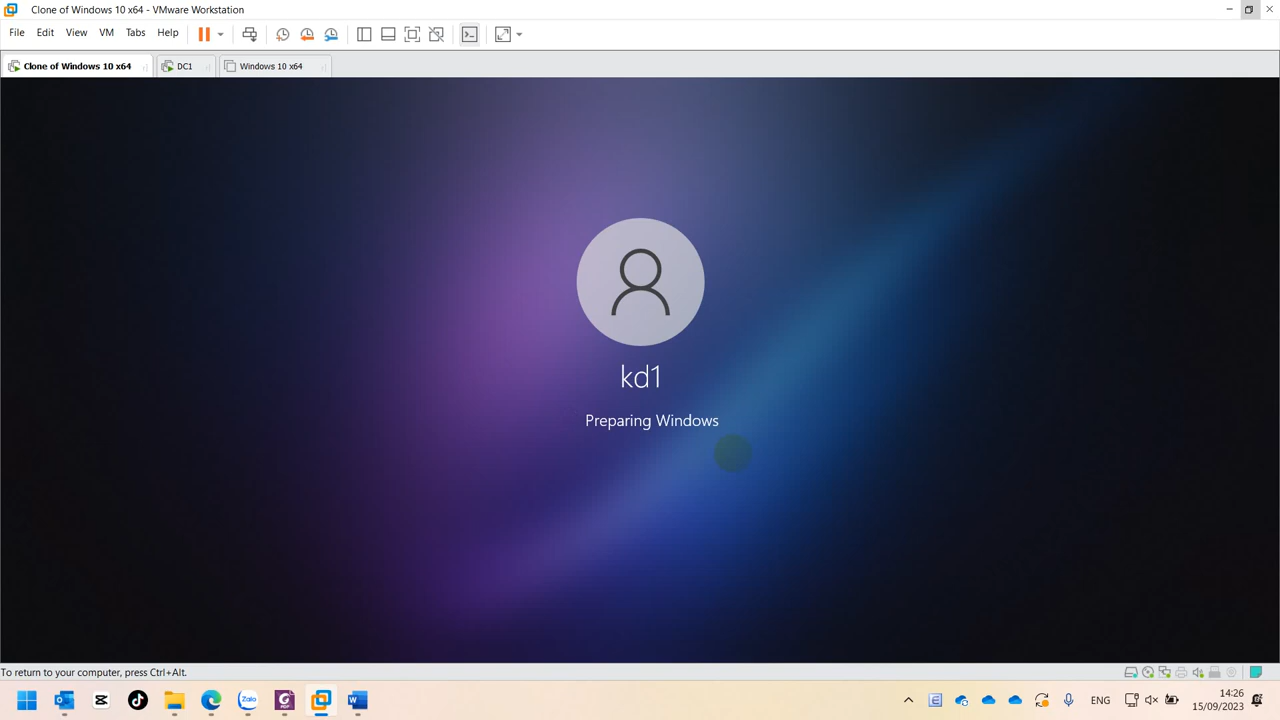 Clone of Windows 10 x64 - VMware Workstation
File Edit View VM Tabs Help
Clone of Windows 10 x64 DC1 Windows 10 x64
kd1
Preparing Windows
To return to your computer, press Ctrl+Alt.
Zalo PDF W ENG 14:26
15/09/2023